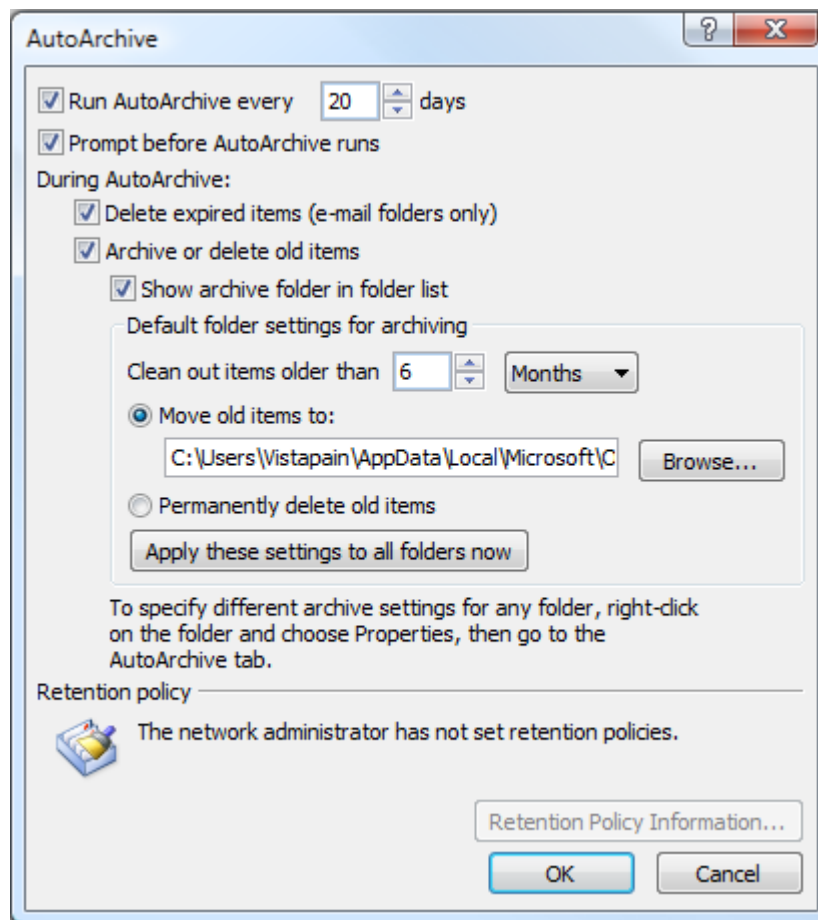 AutoArchive
Run AutoArchive every 20 days
Prompt before AutoArchive runs
During AutoArchive:
Delete expired items (e-mail folders only)
Archive or delete old items
Show archive folder in folder list
Default folder settings for archiving
Clean out items older than 6 Months
Move old items to:
C:\Users\Vistapain\AppData\Local\Microsoft\O Browse...
Permanently delete old items
Apply these settings to all folders now
To specify different archive settings for any folder, right-click
on the folder and choose Properties, then go to the
AutoArchive tab.
Retention policy
The network administrator has not set retention policies.
Retention Policy Information...
OK Cancel